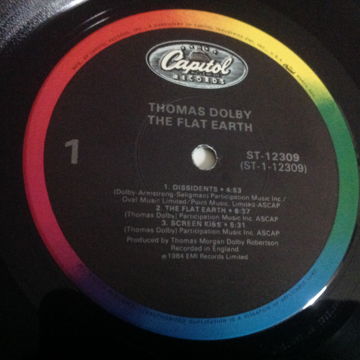 Capitol
RECORDS
THOMAS DOLBY
THE FLAT EARTH
1
ST-12309
(ST-1-12309)
1. DISSIDENTS • 4:53
(Dolby-Armstrong-Seligman) Participation Music Inc./
Oval Music Limited/Point Music Limited-ASCAP
2. THE FLAT EARTH • 6:37
(Thomas Dolby) Participation Music Inc. ASCAP
3. SCREEN KISS • 5:31
(Thomas Dolby) Participation Music Inc. ASCAP
Produced by Thomas Morgan Dolby Robertson
Recorded in England
℗1984 EMI Records Limited